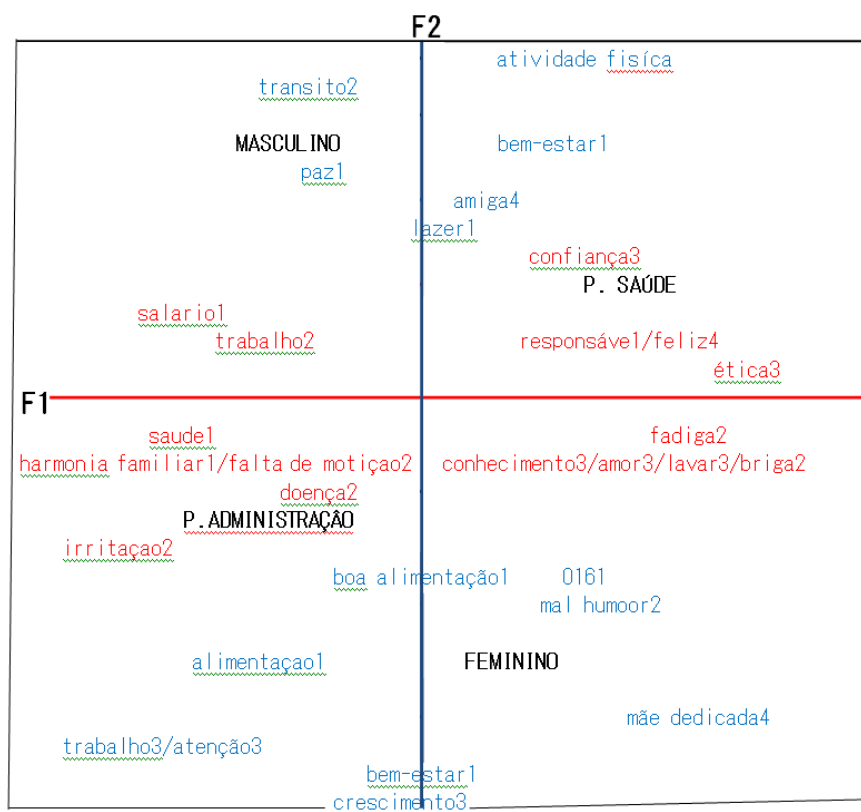 F2
atividade fisíca
transito2
MASCULINO
bem-estar1
paz1
amiga4
lazer1
confiança3
P. SAÚDE
salario1
trabalho2
responsável/feliz4
ética3
F1
saude1
fadiga2
harmonia familiar1/falta de motiçao2
conhecimento3/amor3/lavar3/briga2
doença2
P.ADMINISTRAÇÂO
irritaçao2
boa alimentação1
0161
mal humoor2
alimentaçao1
FEMININO
mãe dedicada4
trabalho3/atenção3
bem-estar1
crescimento3